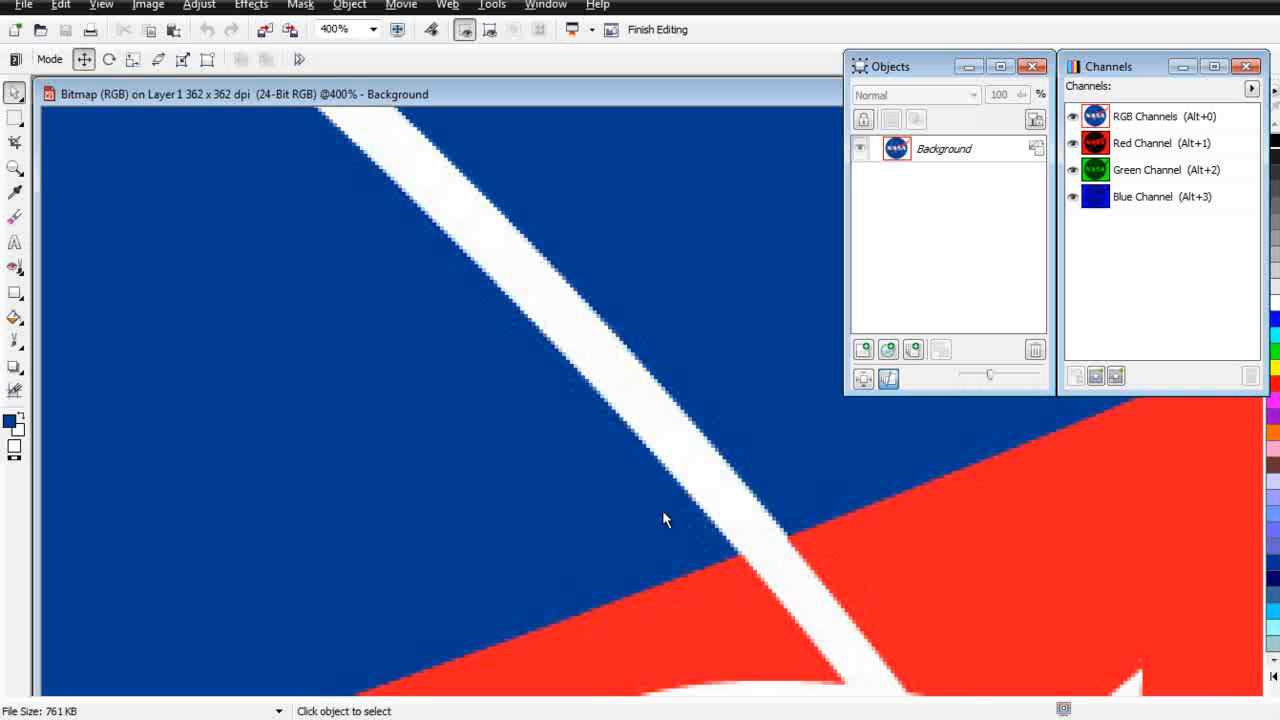 File Edit View Image Adjust Effects Mask Object Movie Web Tools Window Help
400% Finish Editing
Mode
Bitmap (RGB) on Layer 1 362 x 362 dpi (24-Bit RGB) @400% - Background
Objects
Normal 100 %
Background
Channels
Channels:
RGB Channels (Alt+0)
Red Channel (Alt+1)
Green Channel (Alt+2)
Blue Channel (Alt+3)
File Size: 761 KB Click object to select